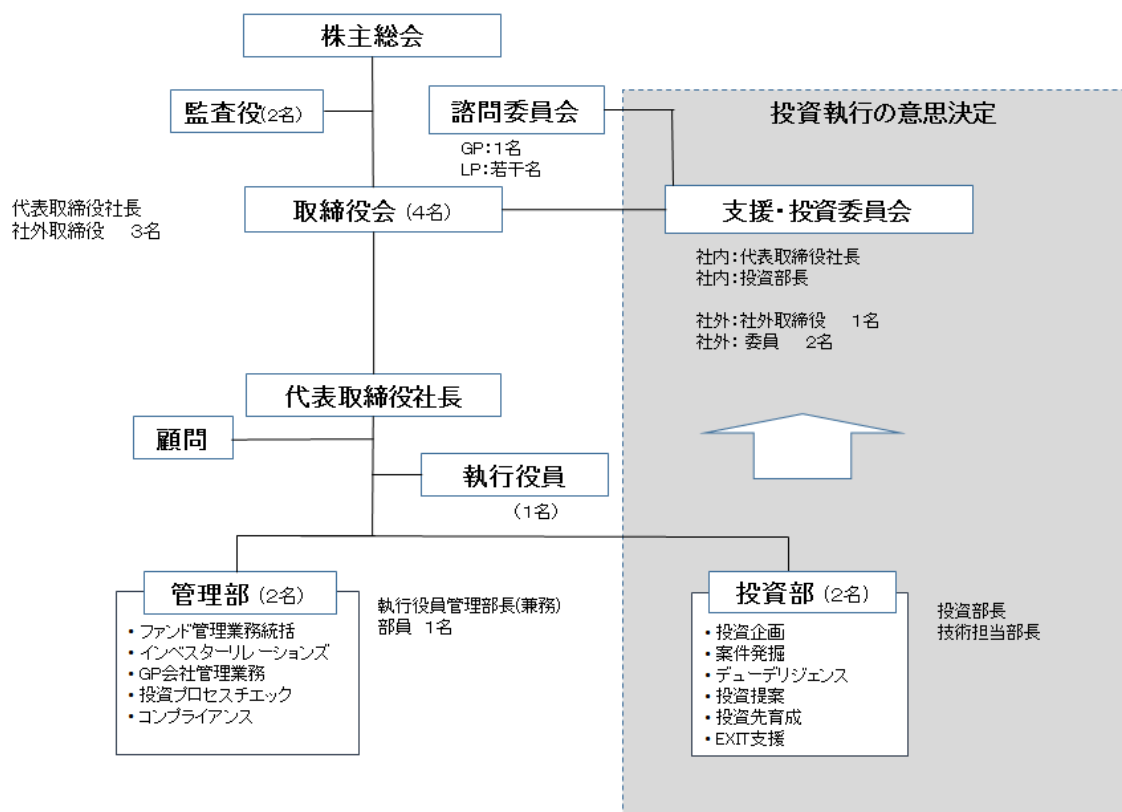 株主総会
監査役(2名)
諮問委員会
GP:1名
LP:若干名
投資執行の意思決定
代表取締役社長
社外取締役 3名
取締役会(4名)
支援・投資委員会
社内:代表取締役社長
社内:投資部長
社外:社外取締役 1名
社外: 委員 2名
代表取締役社長
顧問
執行役員
(1名)
管理部(2名)
・ファンド管理業務統括
・インベスターリレーションズ
・GP会社管理業務
・投資プロセスチェック
・コンプライアンス
執行役員管理部長(兼務)
部員 1名
投資部(2名)
・投資企画
・案件発掘
・デューデリジェンス
・投資提案
・投資先育成
・EXIT支援
投資部長
技術担当部長